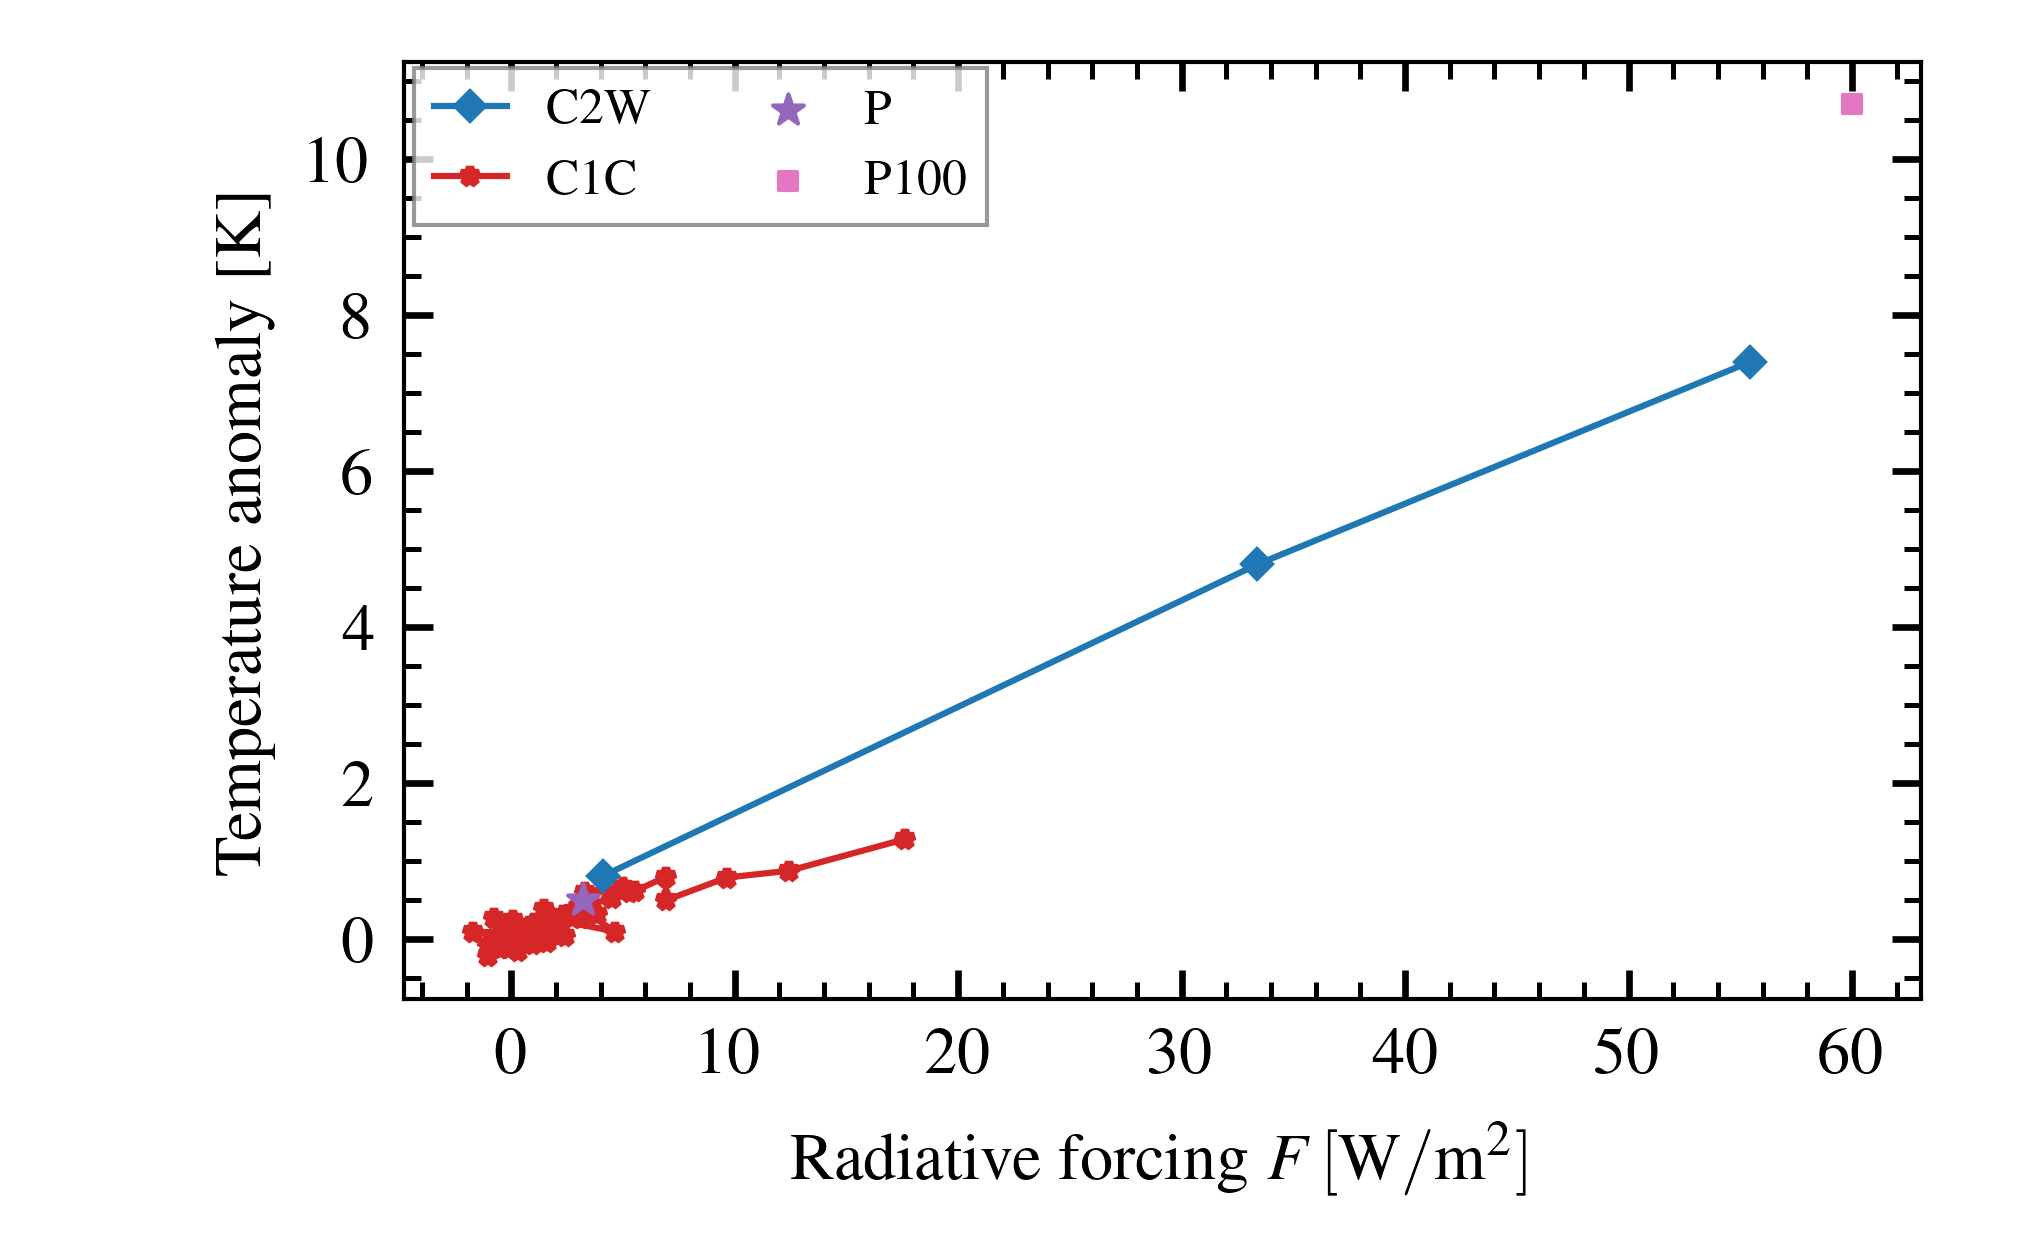 C2W
C1C
P
P100
Temperature anomaly [K]
10
8
6
4
2
0
0 10 20 30 40 50 60
Radiative forcing F [W/m²]